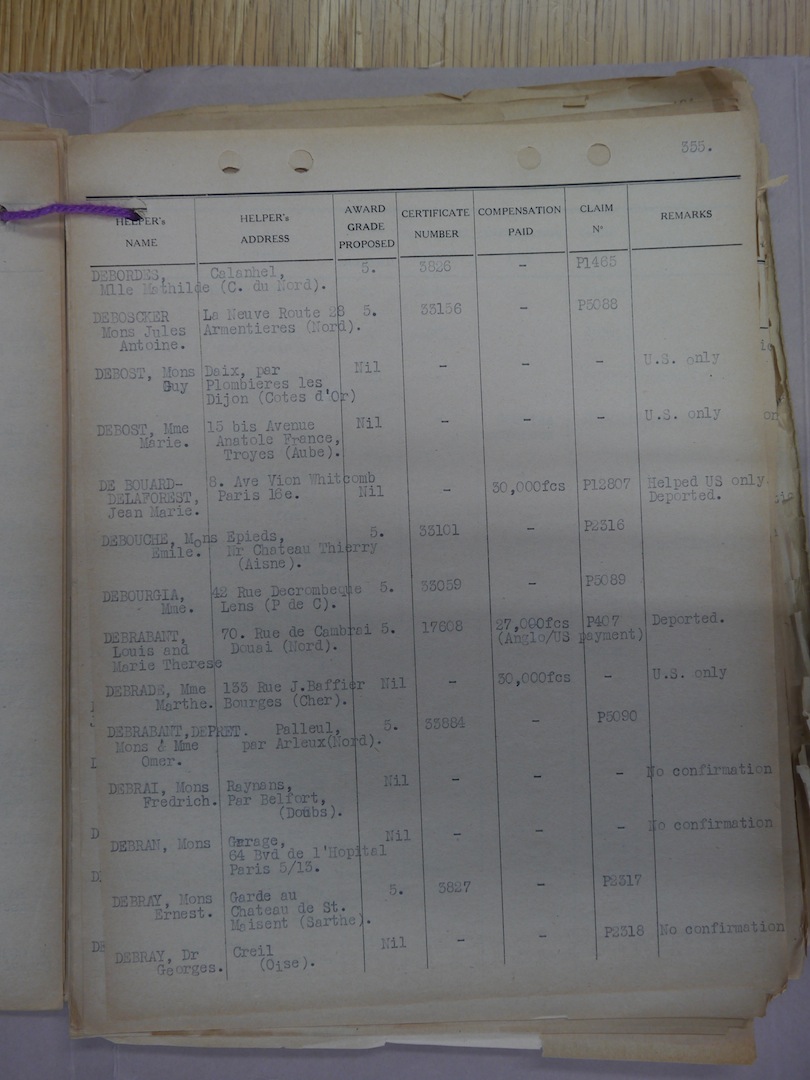 355.
HELPER's NAME HELPER's ADDRESS AWARD GRADE PROPOSED CERTIFICATE NUMBER COMPENSATION PAID CLAIM Nº REMARKS
DEBORDES, Calanhel, 5. 3826 - P1465
Mlle Mathilde (C. du Nord).
DEBOSCKER La Neuve Route 28 5. 33156 - P5088
Mons Jules Armentieres (Nord).
Antoine.
DEBOST, Mons Daix, par Nil - - - U.S. only
Guy Plombieres les
Dijon (Cotes d'Or)
DEBOST, Mme 15 bis Avenue Nil - - - U.S. only
Marie. Anatole France,
Troyes (Aube).
DE BOUARD- 8. Ave Vion Whitcomb
DELAFOREST, Paris 16e. Nil - 30,000fcs P12807 Helped US only.
Jean Marie. Deported.
DEBOUCHE, Mons Epieds, 5. 33101 - P2316
Emile. Nr Chateau Thierry
(Aisne).
DEBOURGIA, 42 Rue Decrombeque 5. 33059 - P5089
Mme. Lens (P de C).
DEBRABANT, 70. Rue de Cambrai 5. 17608 27,000fcs P407 Deported.
Louis and Douai (Nord). (Anglo/US payment)
Marie Therese
DEBRADE, Mme 133 Rue J.Baffier Nil - 30,000fcs - U.S. only
Marthe. Bourges (Cher).
DEBRABANT,DEPRET. Palleul, 5. 33884 - P5090
Mons & Mme par Arleux(Nord).
Omer.
DEBRAI, Mons Raynans, Nil - - - No confirmation
Fredrich. Par Belfort,
(Doubs).
DEBRAN, Mons Garage, Nil - - - No confirmation
64 Bvd de l'Hopital
Paris 5/13.
DEBRAY, Mons Garde au 5. 3827 - P2317
Ernest. Chateau de St.
Maisent (Sarthe).
DEBRAY, Dr Creil Nil - - P2318 No confirmation
Georges. (Oise).